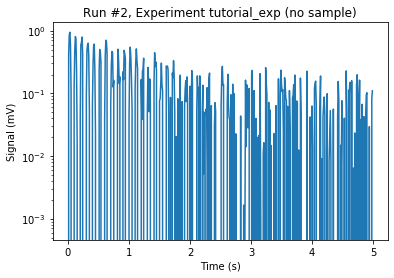 Run #2, Experiment tutorial_exp (no sample)
Signal (mV)
10⁰
10⁻¹
10⁻²
10⁻³
0 1 2 3 4 5
Time (s)